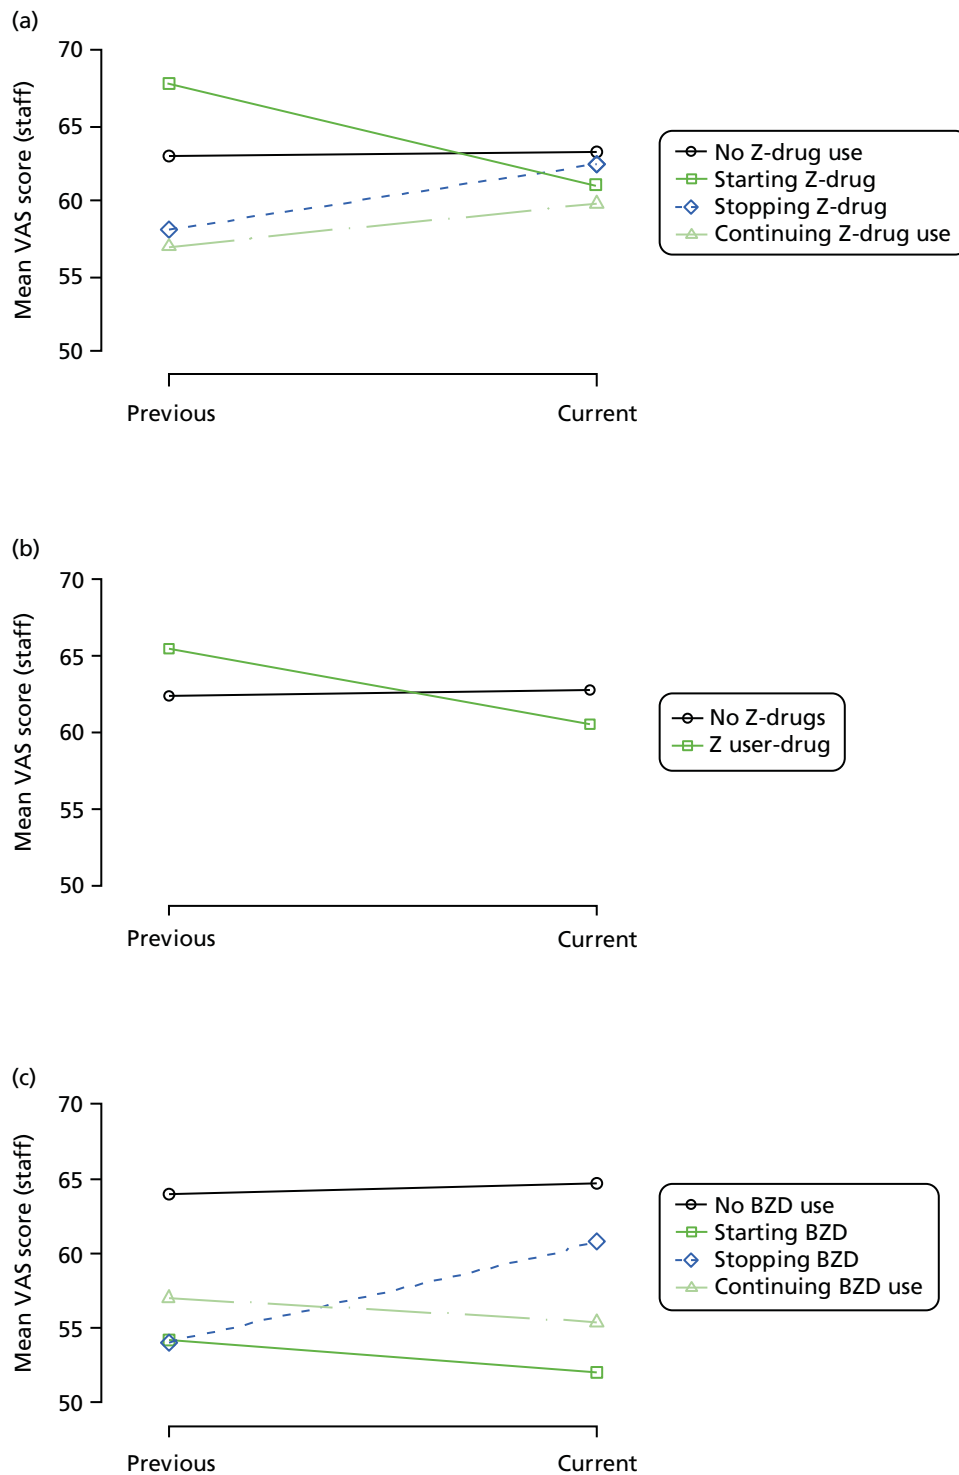 (a)
70
65
60
55
50
Mean VAS score (staff)
Previous
Current
No Z-drug use
Starting Z-drug
Stopping Z-drug
Continuing Z-drug use
(b)
70
65
60
55
50
Mean VAS score (staff)
Previous
Current
No Z-drugs
Z user-drug
(c)
70
65
60
55
50
Mean VAS score (staff)
Previous
Current
No BZD use
Starting BZD
Stopping BZD
Continuing BZD use